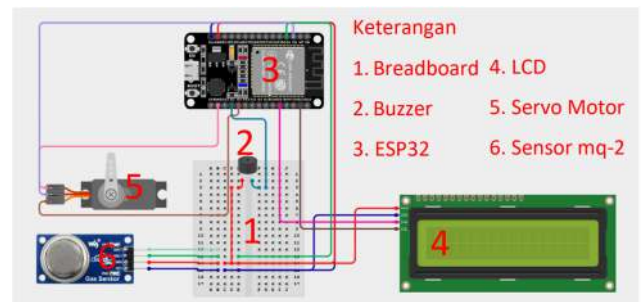 Keterangan
1. Breadboard
4. LCD
2. Buzzer
5. Servo Motor
3. ESP32
6. Sensor mq-2
3
2
5
1
4
6
Gas Sensor